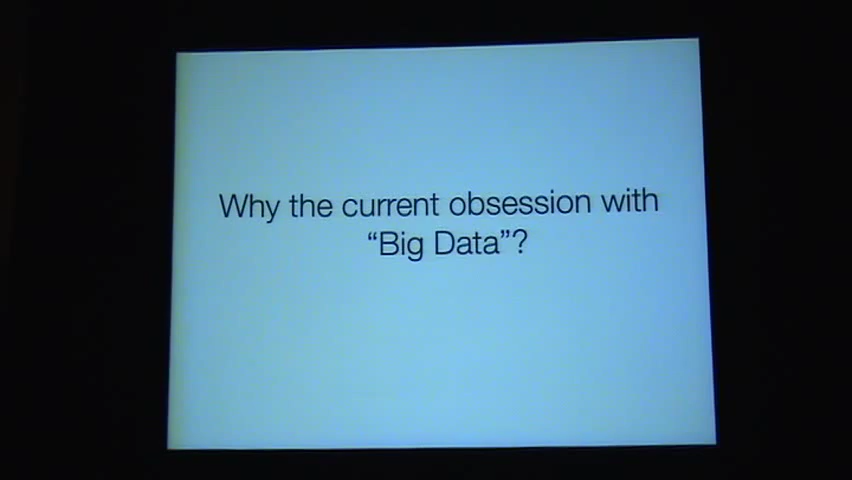 Why the current obsession with
“Big Data”?